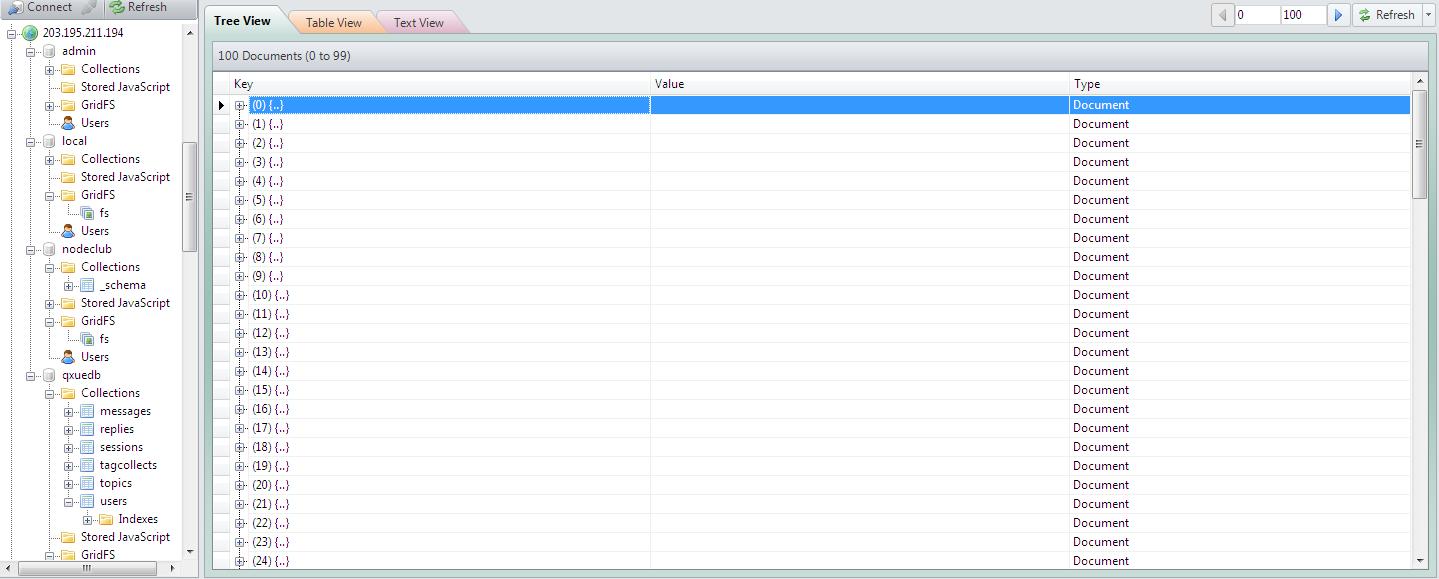 Connect Refresh
203.195.211.194
admin
Collections
Stored JavaScript
GridFS
Users
local
Collections
Stored JavaScript
GridFS
fs
Users
nodeclub
Collections
_schema
Stored JavaScript
GridFS
fs
Users
qxuedb
Collections
messages
replies
sessions
tagcollects
topics
users
Indexes
Stored JavaScript
GridFS
Tree View Table View Text View 0 100 Refresh
100 Documents (0 to 99)
Key Value Type
(0) {..} Document
(1) {..} Document
(2) {..} Document
(3) {..} Document
(4) {..} Document
(5) {..} Document
(6) {..} Document
(7) {..} Document
(8) {..} Document
(9) {..} Document
(10) {..} Document
(11) {..} Document
(12) {..} Document
(13) {..} Document
(14) {..} Document
(15) {..} Document
(16) {..} Document
(17) {..} Document
(18) {..} Document
(19) {..} Document
(20) {..} Document
(21) {..} Document
(22) {..} Document
(23) {..} Document
(24) {..} Document